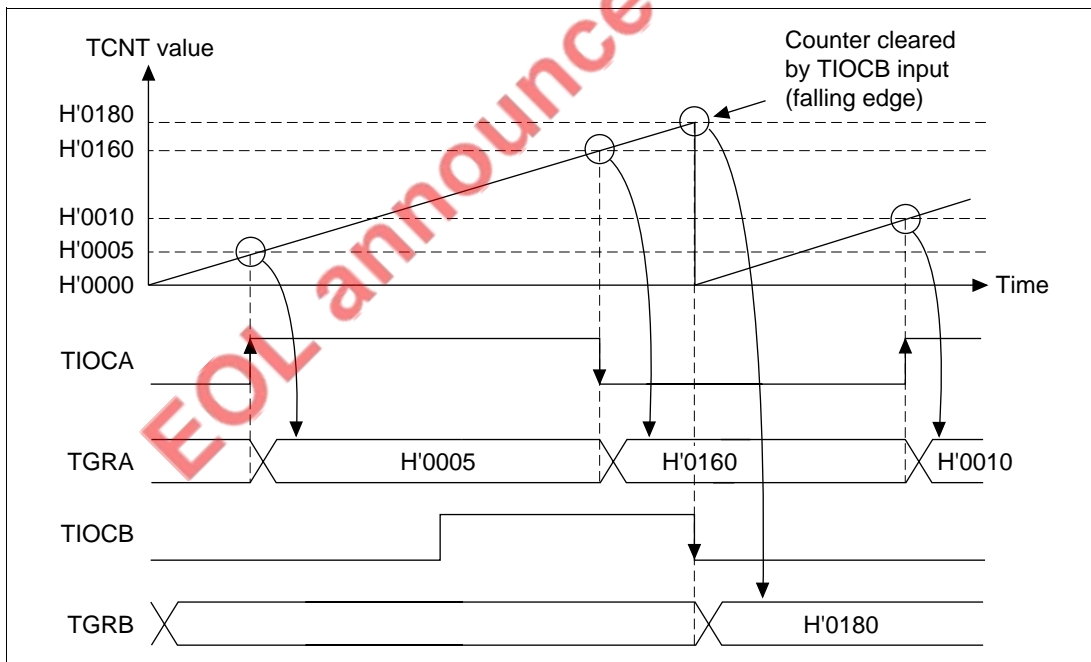 TCNT value
Counter cleared
by TIOCB input
(falling edge)
H'0180
H'0160
H'0010
H'0005
H'0000
Time
TIOCA
TGRA
H'0005
H'0160
H'0010
TIOCB
TGRB
H'0180
EOL announce